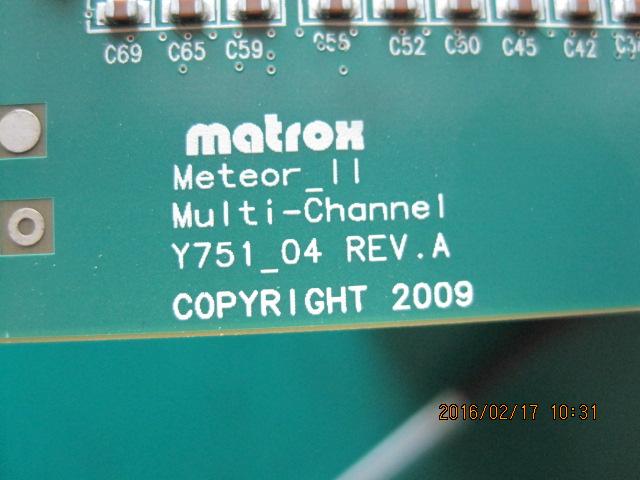 C69 C65 C59 C56 C52 C50 C45 C42
matrox
Meteor_II
Multi-Channel
Y751_04 REV.A
COPYRIGHT 2009
2016/02/17 10:31